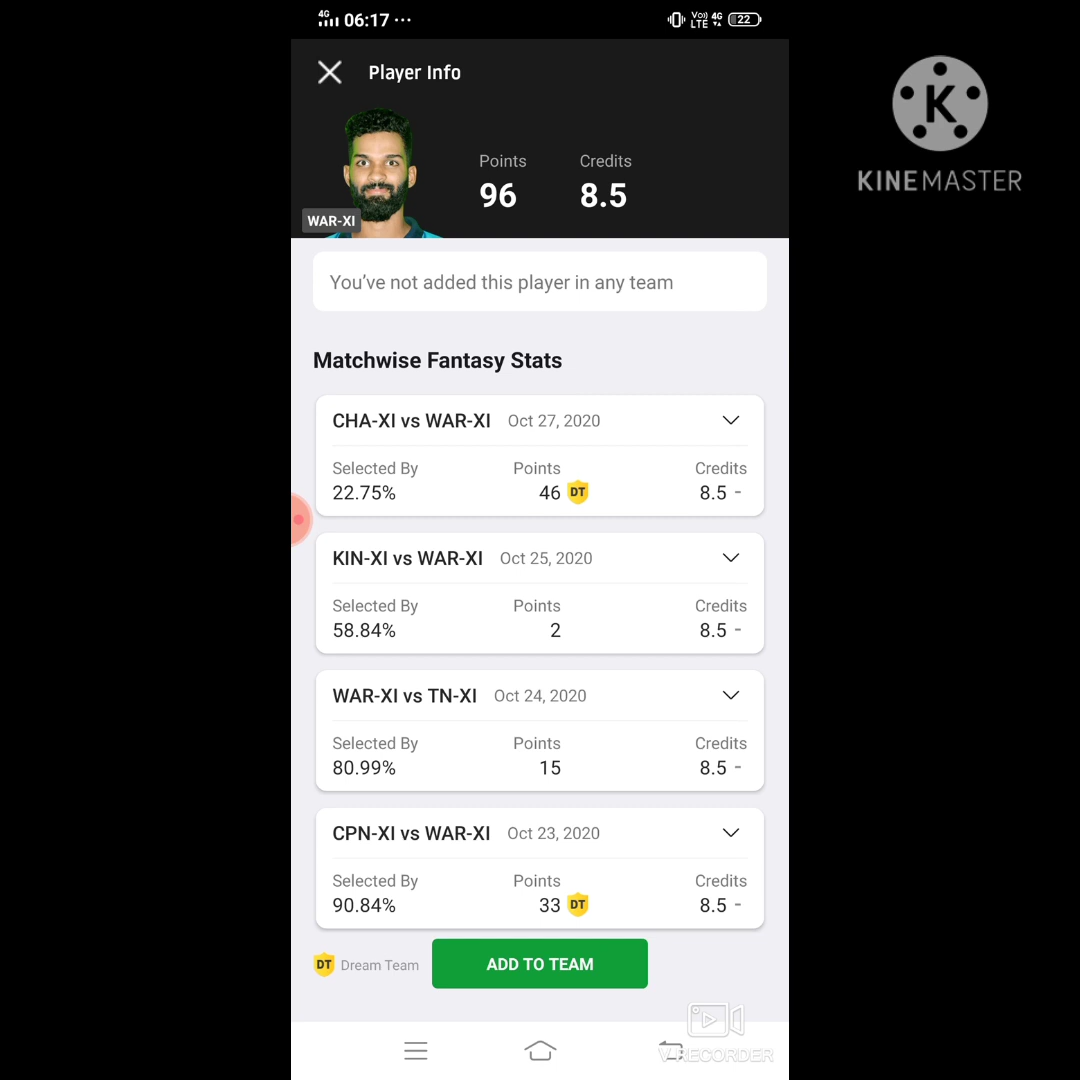 4G 06:17 ... Vo) LTE 4G 22
Player Info
Points Credits
96 8.5
WAR-XI
You've not added this player in any team
Matchwise Fantasy Stats
CHA-XI vs WAR-XI Oct 27, 2020
Selected By Points Credits
22.75% 46 DT 8.5 -
KIN-XI vs WAR-XI Oct 25, 2020
Selected By Points Credits
58.84% 2 8.5 -
WAR-XI vs TN-XI Oct 24, 2020
Selected By Points Credits
80.99% 15 8.5 -
CPN-XI vs WAR-XI Oct 23, 2020
Selected By Points Credits
90.84% 33 DT 8.5 -
DT Dream Team ADD TO TEAM
V RECORDER
K
KINEMASTER